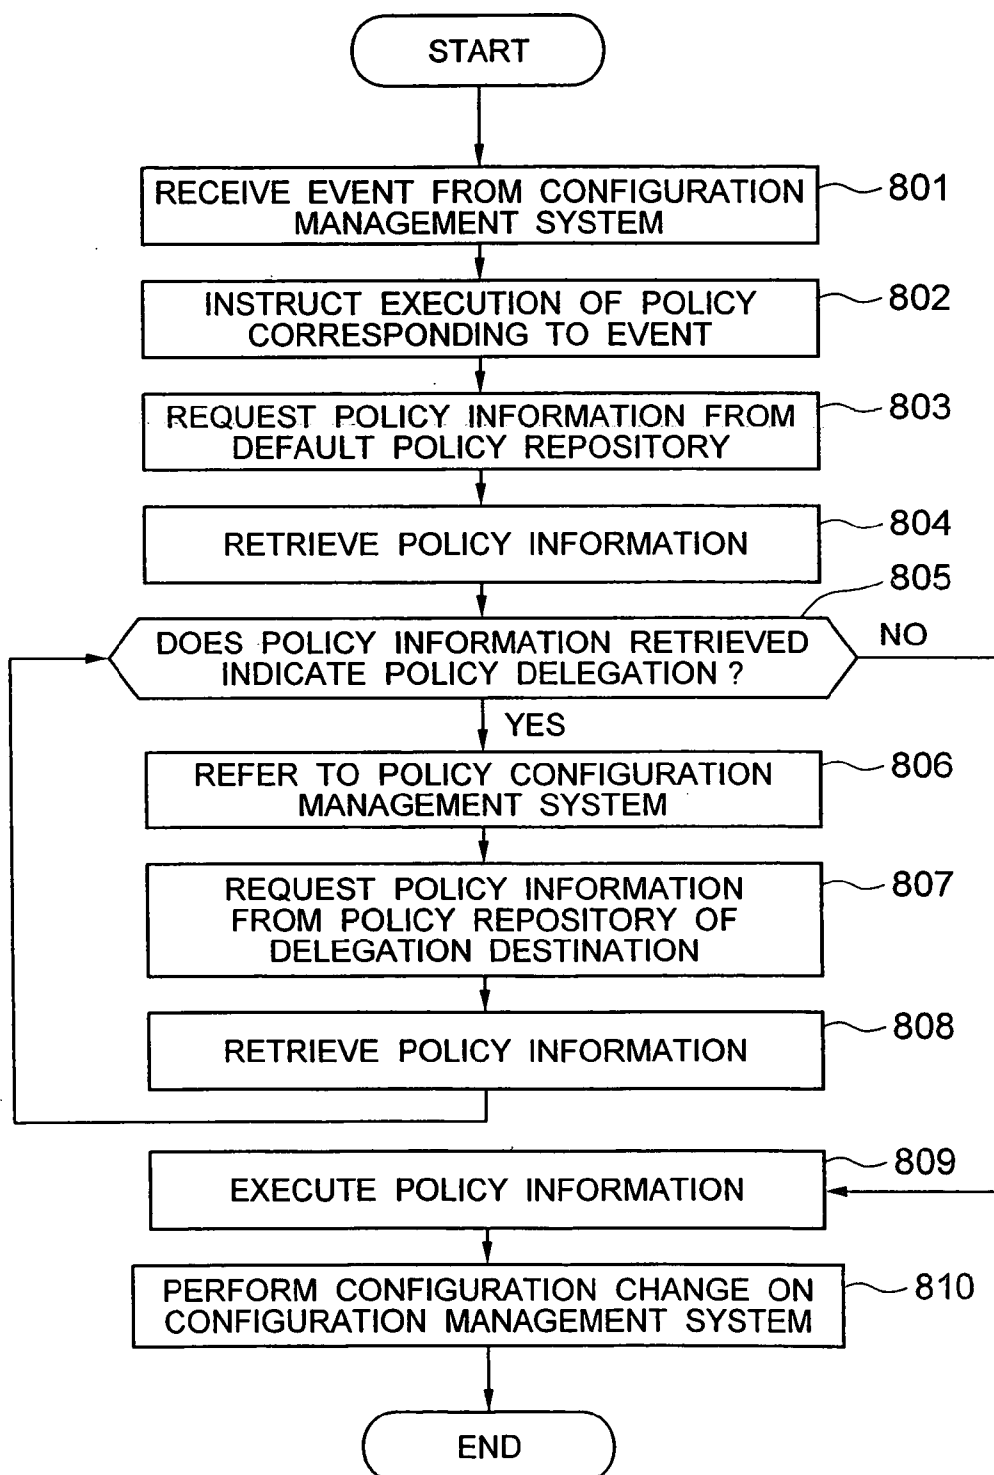 START
RECEIVE EVENT FROM CONFIGURATION
MANAGEMENT SYSTEM
801
INSTRUCT EXECUTION OF POLICY
CORRESPONDING TO EVENT
802
REQUEST POLICY INFORMATION FROM
DEFAULT POLICY REPOSITORY
803
RETRIEVE POLICY INFORMATION
804
805
DOES POLICY INFORMATION RETRIEVED
INDICATE POLICY DELEGATION ?
NO
YES
REFER TO POLICY CONFIGURATION
MANAGEMENT SYSTEM
806
REQUEST POLICY INFORMATION
FROM POLICY REPOSITORY OF
DELEGATION DESTINATION
807
RETRIEVE POLICY INFORMATION
808
EXECUTE POLICY INFORMATION
809
PERFORM CONFIGURATION CHANGE ON
CONFIGURATION MANAGEMENT SYSTEM
810
END